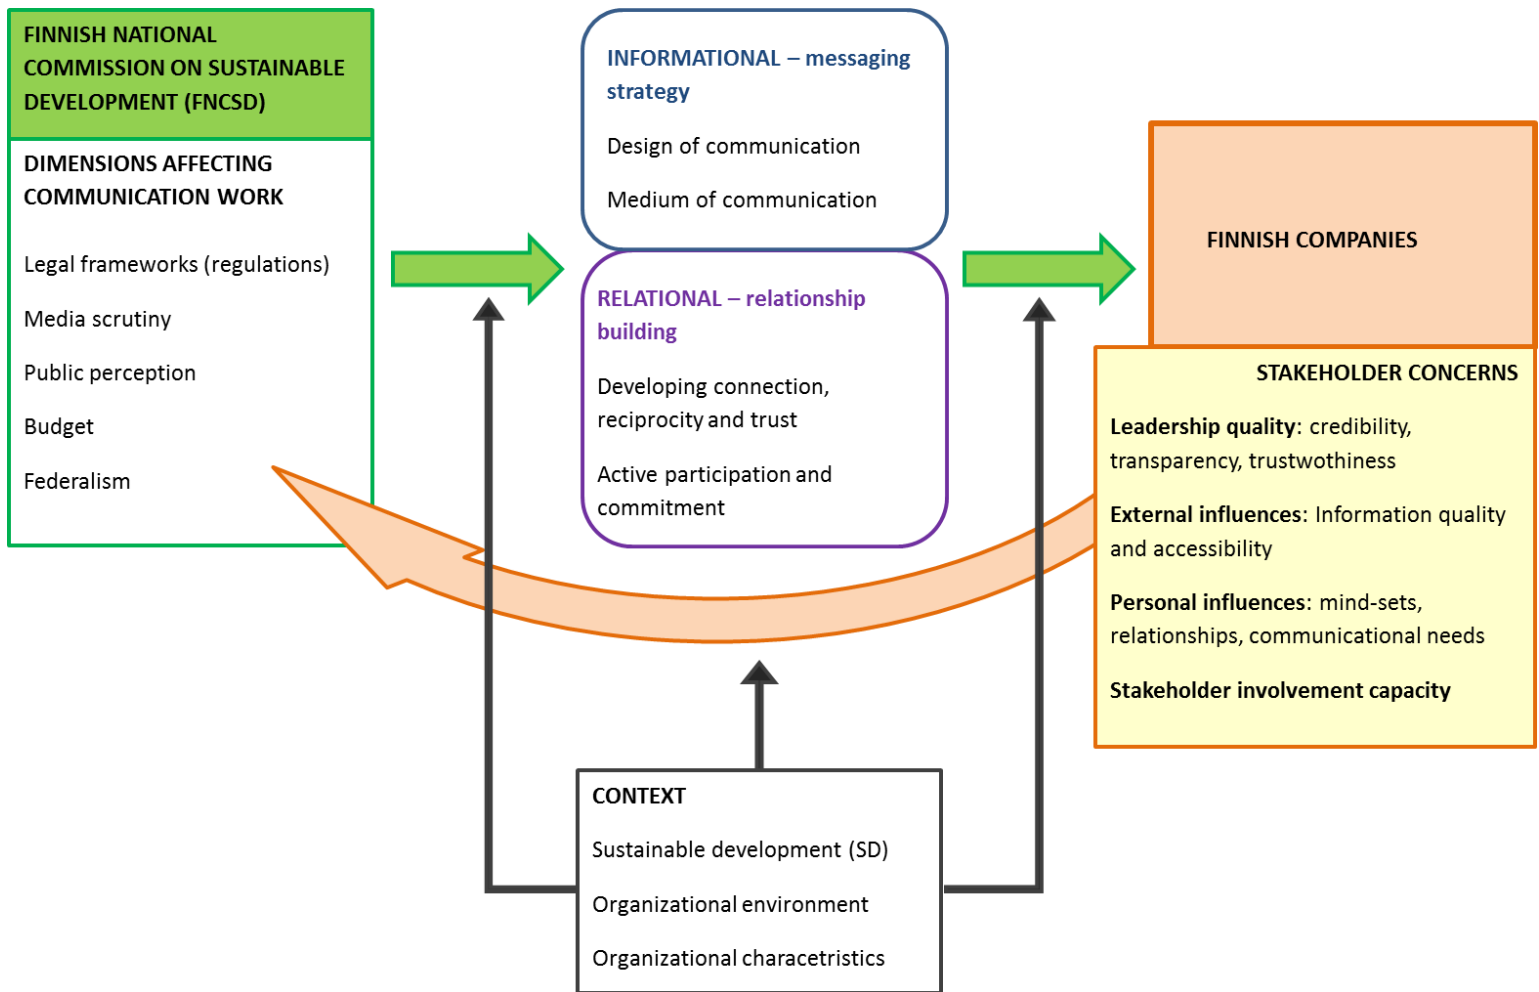 FINNISH NATIONAL
COMMISSION ON SUSTAINABLE
DEVELOPMENT (FNCSD)
DIMENSIONS AFFECTING
COMMUNICATION WORK
Legal frameworks (regulations)
Media scrutiny
Public perception
Budget
Federalism
INFORMATIONAL – messaging
strategy
Design of communication
Medium of communication
RELATIONAL – relationship
building
Developing connection,
reciprocity and trust
Active participation and
commitment
FINNISH COMPANIES
STAKEHOLDER CONCERNS
Leadership quality: credibility,
transparency, trustwothiness
External influences: Information quality
and accessibility
Personal influences: mind-sets,
relationships, communicational needs
Stakeholder involvement capacity
CONTEXT
Sustainable development (SD)
Organizational environment
Organizational characetristics